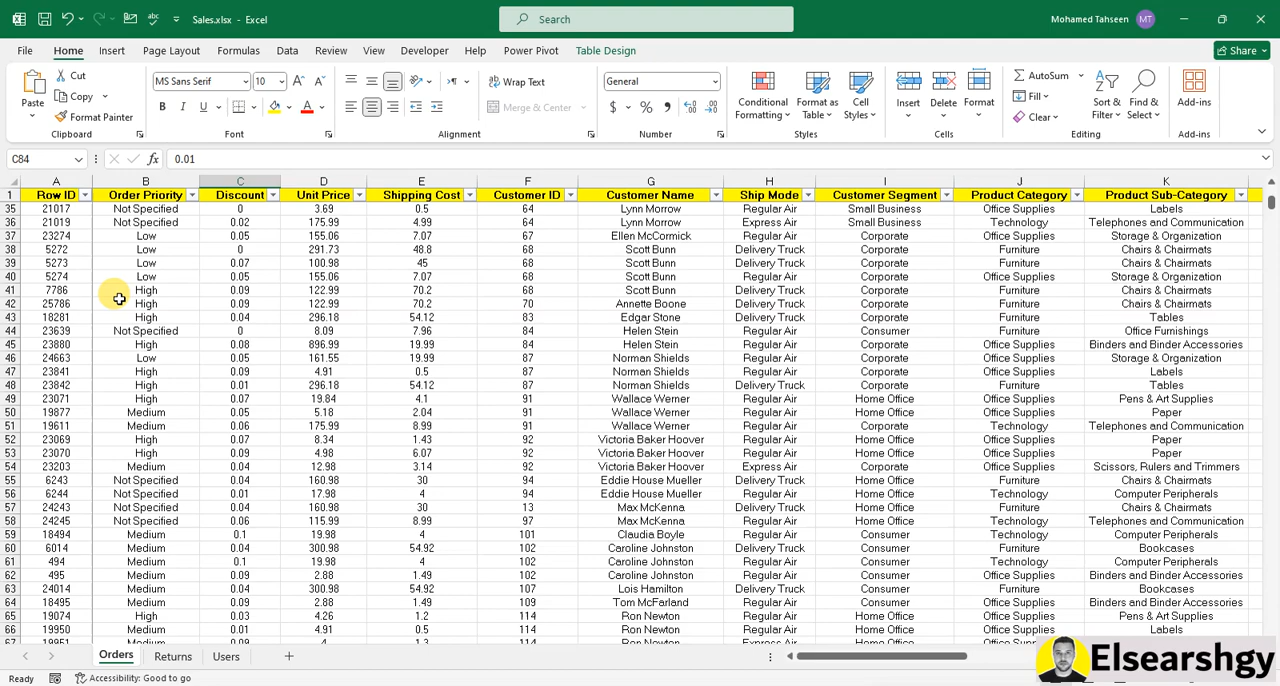 Sales.xlsx - Excel
Search
Mohamed Tahseen MT
File Home Insert Page Layout Formulas Data Review View Developer Help Power Pivot Table Design Share
Paste Cut Copy Format Painter
MS Sans Serif 10
B I U
Wrap Text
Merge & Center
General
$ %
Conditional Formatting Format as Table Cell Styles
Insert Delete Format
AutoSum Fill Clear
Sort & Filter Find & Select
Add-ins
Clipboard Font Alignment Number Styles Cells Editing Add-ins
C84 fx 0.01
A B C D E F G H I J K
1 Row ID Order Priority Discount Unit Price Shipping Cost Customer ID Customer Name Ship Mode Customer Segment Product Category Product Sub-Category
35 21017 Not Specified 0 3.69 0.5 64 Lynn Morrow Regular Air Small Business Office Supplies Labels
36 21019 Not Specified 0.02 175.99 4.99 64 Lynn Morrow Express Air Small Business Technology Telephones and Communication
37 23274 Low 0.05 155.06 7.07 67 Ellen McCormick Regular Air Corporate Office Supplies Storage & Organization
38 5272 Low 0 291.73 48.8 68 Scott Bunn Delivery Truck Corporate Furniture Chairs & Chairmats
39 5273 Low 0.07 100.98 45 68 Scott Bunn Delivery Truck Corporate Furniture Chairs & Chairmats
40 5274 Low 0.05 155.06 7.07 68 Scott Bunn Regular Air Corporate Office Supplies Storage & Organization
41 7786 High 0.09 122.99 70.2 68 Scott Bunn Delivery Truck Corporate Furniture Chairs & Chairmats
42 25786 High 0.09 122.99 70.2 70 Annette Boone Delivery Truck Corporate Furniture Chairs & Chairmats
43 18281 High 0.04 296.18 54.12 83 Edgar Stone Delivery Truck Corporate Furniture Tables
44 23639 Not Specified 0 8.09 7.96 84 Helen Stein Regular Air Consumer Furniture Office Furnishings
45 23880 High 0.08 896.99 19.99 84 Helen Stein Regular Air Corporate Office Supplies Binders and Binder Accessories
46 24663 Low 0.05 161.55 19.99 87 Norman Shields Regular Air Corporate Office Supplies Storage & Organization
47 23841 High 0.09 4.91 0.5 87 Norman Shields Regular Air Corporate Office Supplies Labels
48 23842 High 0.01 296.18 54.12 87 Norman Shields Delivery Truck Corporate Furniture Tables
49 23071 High 0.07 19.84 4.1 91 Wallace Werner Regular Air Home Office Office Supplies Pens & Art Supplies
50 19877 Medium 0.05 5.18 2.04 91 Wallace Werner Regular Air Home Office Office Supplies Paper
51 19611 Medium 0.06 175.99 8.99 91 Wallace Werner Regular Air Corporate Technology Telephones and Communication
52 23069 High 0.07 8.34 1.43 92 Victoria Baker Hoover Regular Air Home Office Office Supplies Paper
53 23070 High 0.09 4.98 6.07 92 Victoria Baker Hoover Regular Air Home Office Office Supplies Paper
54 23203 Medium 0.04 12.98 3.14 92 Victoria Baker Hoover Express Air Corporate Office Supplies Scissors, Rulers and Trimmers
55 6243 Not Specified 0.04 160.98 30 94 Eddie House Mueller Delivery Truck Home Office Furniture Chairs & Chairmats
56 6244 Not Specified 0.01 17.98 4 94 Eddie House Mueller Regular Air Home Office Technology Computer Peripherals
57 24243 Not Specified 0.04 160.98 30 13 Max McKenna Delivery Truck Home Office Furniture Chairs & Chairmats
58 24245 Not Specified 0.06 115.99 8.99 97 Max McKenna Regular Air Home Office Technology Telephones and Communication
59 18494 Medium 0.1 19.98 4 101 Claudia Boyle Regular Air Consumer Technology Computer Peripherals
60 6014 Medium 0.04 300.98 54.92 102 Caroline Johnston Delivery Truck Consumer Furniture Bookcases
61 494 Medium 0.1 19.98 4 102 Caroline Johnston Regular Air Consumer Technology Computer Peripherals
62 495 Medium 0.09 2.88 1.49 102 Caroline Johnston Regular Air Consumer Office Supplies Binders and Binder Accessories
63 24014 Medium 0.04 300.98 54.92 107 Lois Hamilton Delivery Truck Consumer Furniture Bookcases
64 18495 Medium 0.09 2.88 1.49 109 Tom McFarland Regular Air Consumer Office Supplies Binders and Binder Accessories
65 19074 High 0.03 4.26 1.2 114 Ron Newton Regular Air Home Office Office Supplies Pens & Art Supplies
66 19950 Medium 0.01 4.91 0.5 114 Ron Newton Regular Air Home Office Office Supplies Labels
Orders Returns Users
Elsearshgy
Ready Accessibility: Good to go